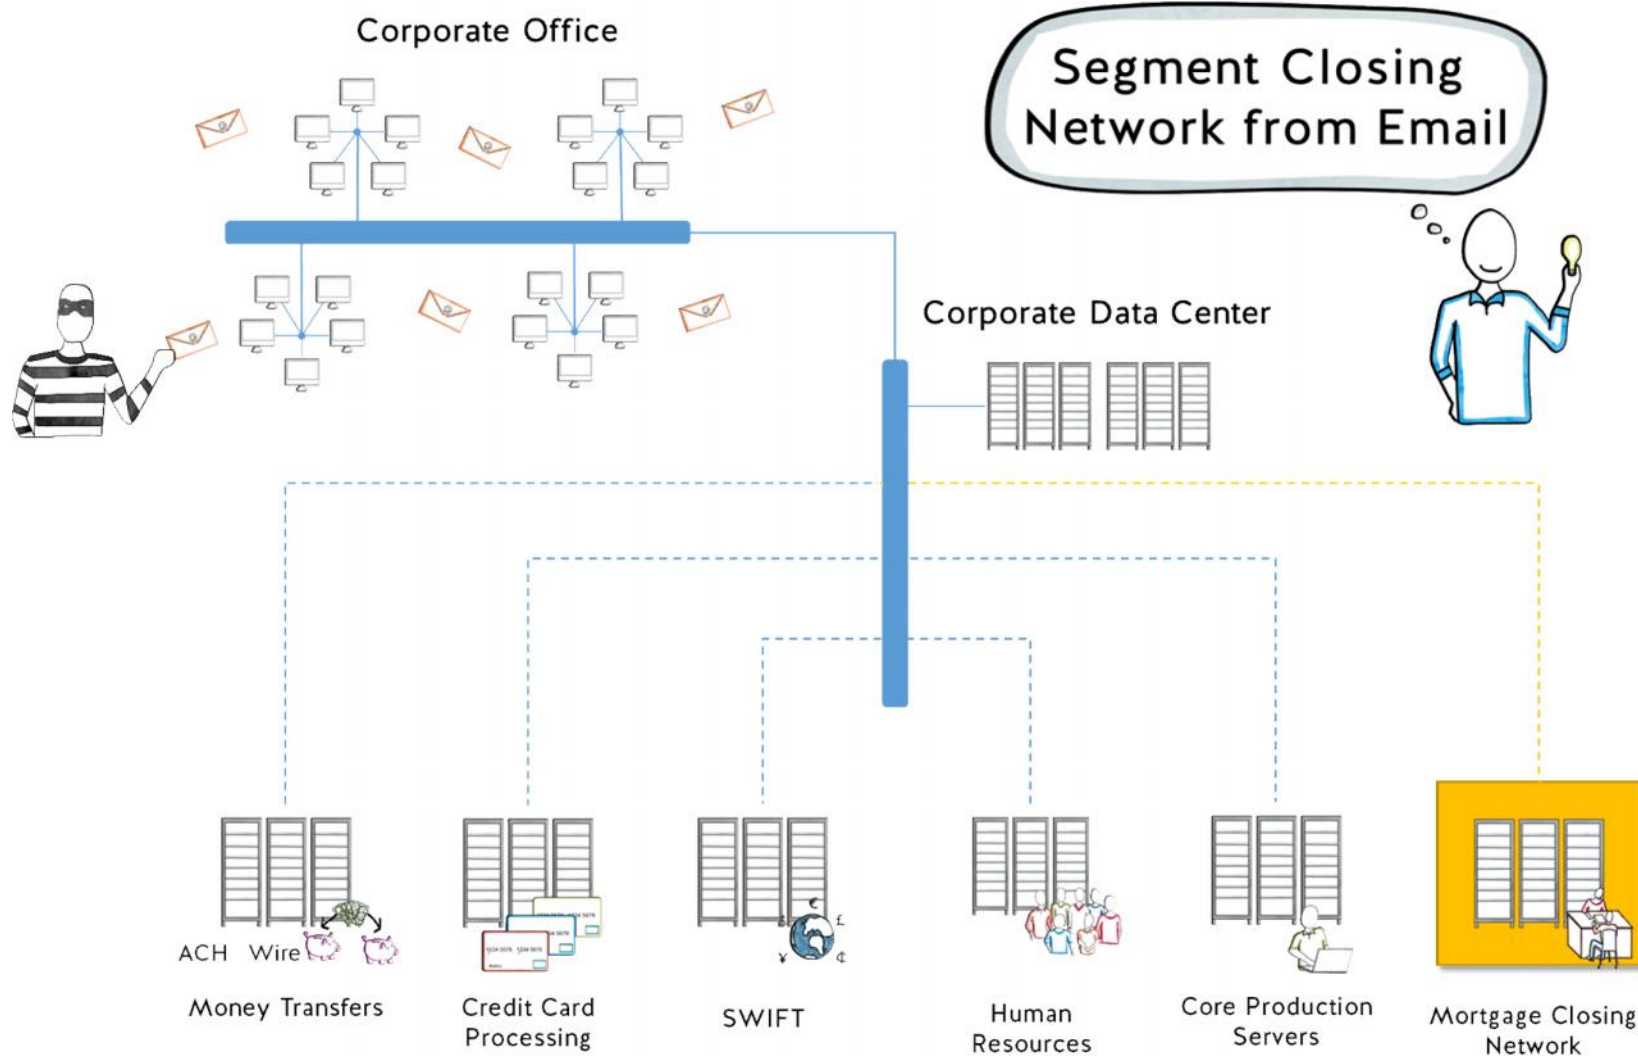 Corporate Office
Segment Closing
Network from Email
Corporate Data Center
ACH Wire
Money Transfers
Credit Card
Processing
SWIFT
Human
Resources
Core Production
Servers
Mortgage Closing
Network